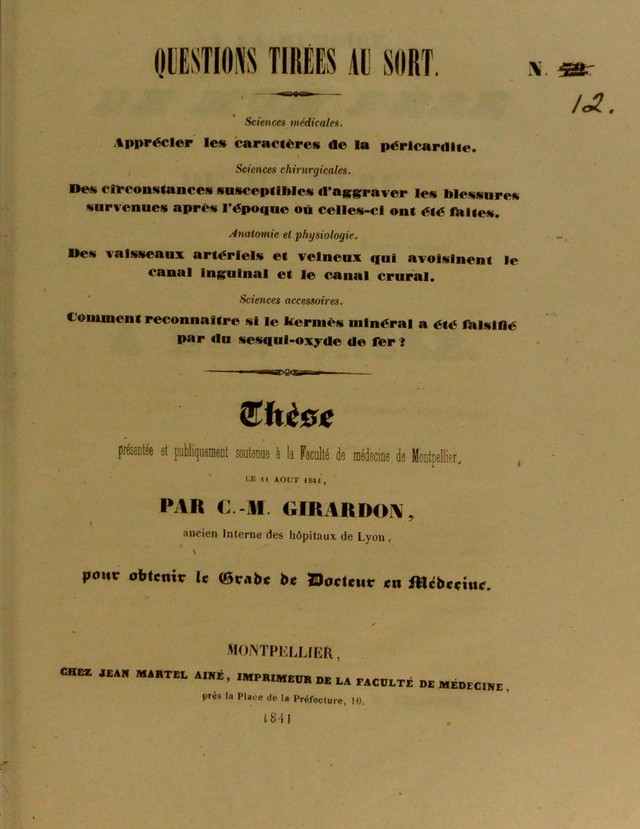 QUESTIONS TIRÉES AU SORT.
N.
12.
Sciences médicales.
Apprécier les caractères de la péricardite.
Sciences chirurgicales.
Des circonstances susceptibles d'aggraver les blessures
survenues après l'époque où celles-ci ont été faites.
Anatomie et physiologie.
Des vaisseaux artériels et veineux qui avoisinent le
canal inguinal et le canal crural.
Sciences accessoires.
Comment reconnaître si le kermès minéral a été falsifié
par du sesqui-oxyde de fer?
Thèse
présentée et publiquement soutenue à la Faculté de médecine de Montpellier,
LE 11 AOUT 1841,
PAR C.-M. GIRARDON,
ancien Interne des hôpitaux de Lyon,
pour obtenir le Grade de Docteur en Médecine.
MONTPELLIER,
CHEZ JEAN MARTEL AINÉ, IMPRIMEUR DE LA FACULTÉ DE MÉDECINE,
près la Place de la Préfecture, 10.
1841